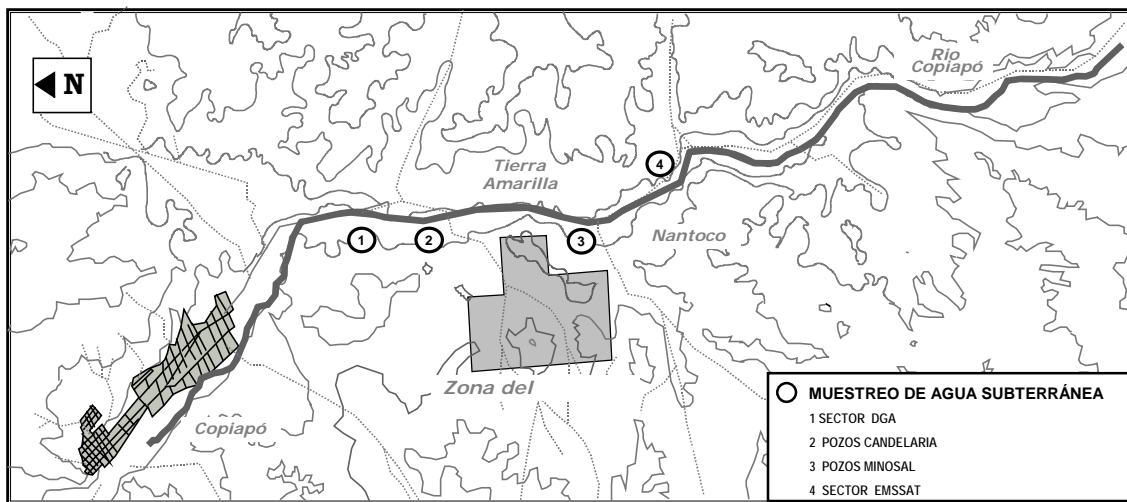 N
Rio
Copiapó
4
Tierra
Amarilla
1
2
3
Nantoco
Zona del
Copiapó
MUESTREO DE AGUA SUBTERRÁNEA
1 SECTOR DGA
2 POZOS CANDELARIA
3 POZOS MINOSAL
4 SECTOR EMSSAT